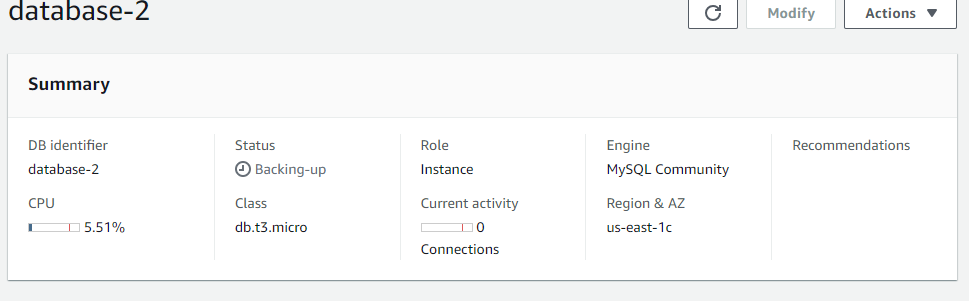 database-2
Modify
Actions
Summary
DB identifier
database-2
Status
Backing-up
Role
Instance
Engine
MySQL Community
Recommendations
CPU
5.51%
Class
db.t3.micro
Current activity
0
Connections
Region & AZ
us-east-1c